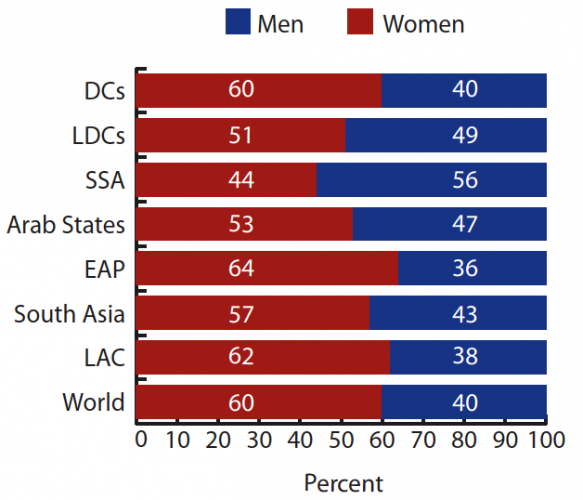 Men Women
DCs 60 40
LDCs 51 49
SSA 44 56
Arab States 53 47
EAP 64 36
South Asia 57 43
LAC 62 38
World 60 40
0 10 20 30 40 50 60 70 80 90 100
Percent